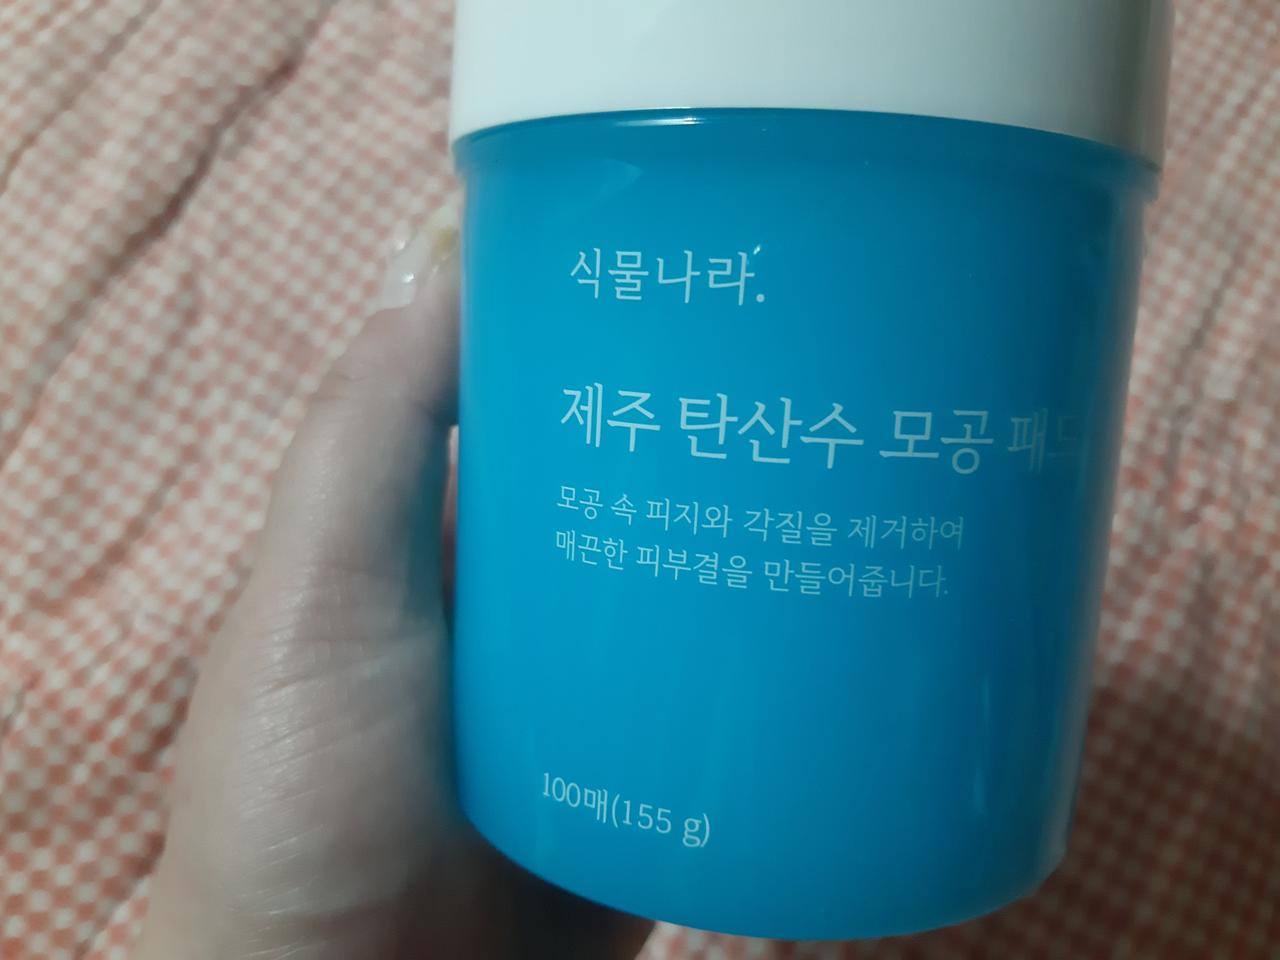 식물나라.
제주 탄산수 모공 패드
모공 속 피지와 각질을 제거하여
매끈한 피부결을 만들어줍니다.
100매(155 g)